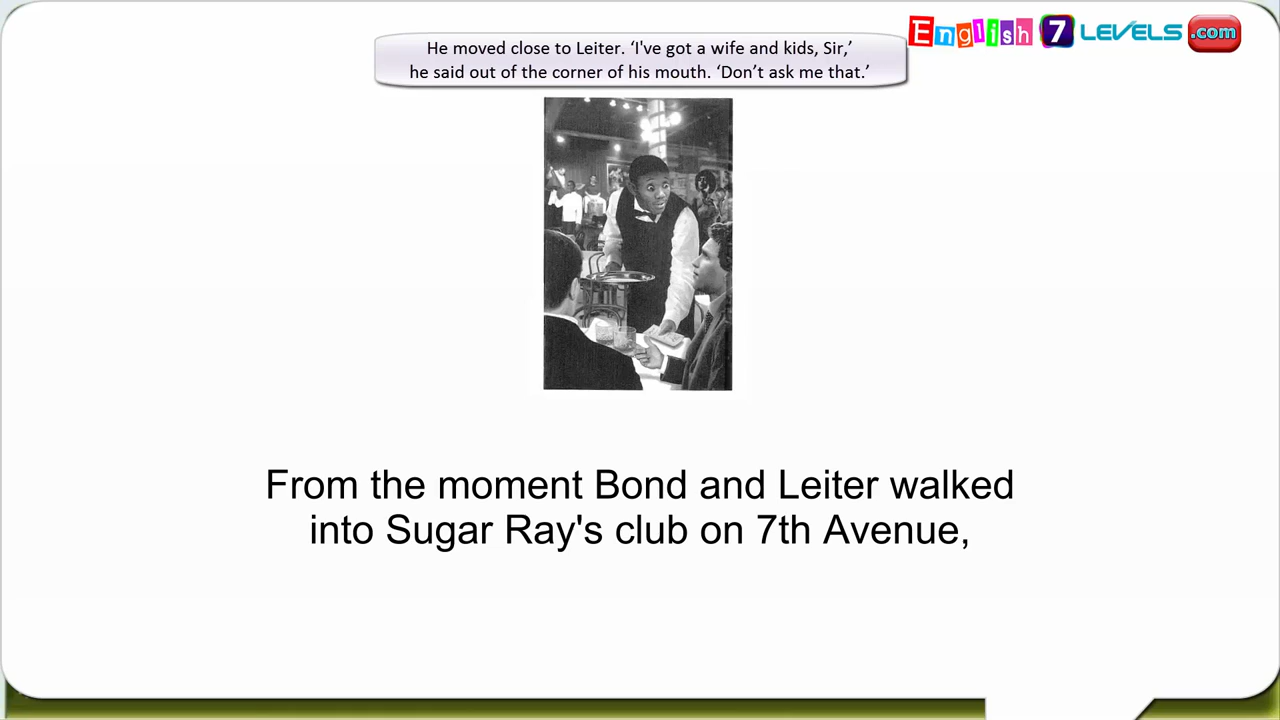 English 7 LEVELS .com
He moved close to Leiter. ‘I've got a wife and kids, Sir,’
he said out of the corner of his mouth. ‘Don’t ask me that.’
From the moment Bond and Leiter walked
into Sugar Ray's club on 7th Avenue,